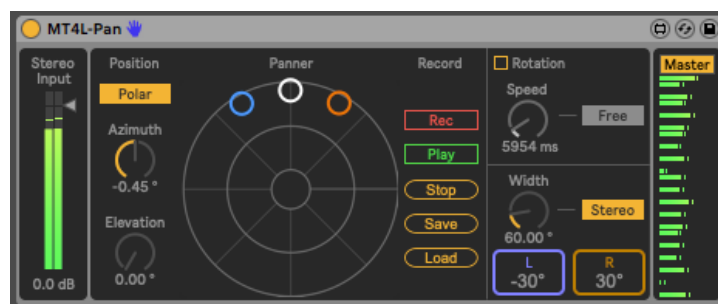 MT4L-Pan
Stereo
Input
0.0 dB
Position
Polar
Azimuth
-0.45 °
Elevation
0.00 °
Panner
Record
Rec
Play
Stop
Save
Load
Rotation
Speed
Free
5954 ms
Width
Stereo
60.00 °
L
-30°
R
30°
Master